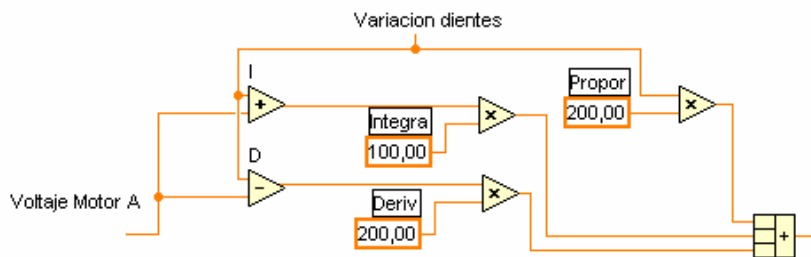 Variacion dientes
I
Propor
200,00
+
×
×
Integra
100,00
D
-
×
Deriv
200,00
Voltaje Motor A
+